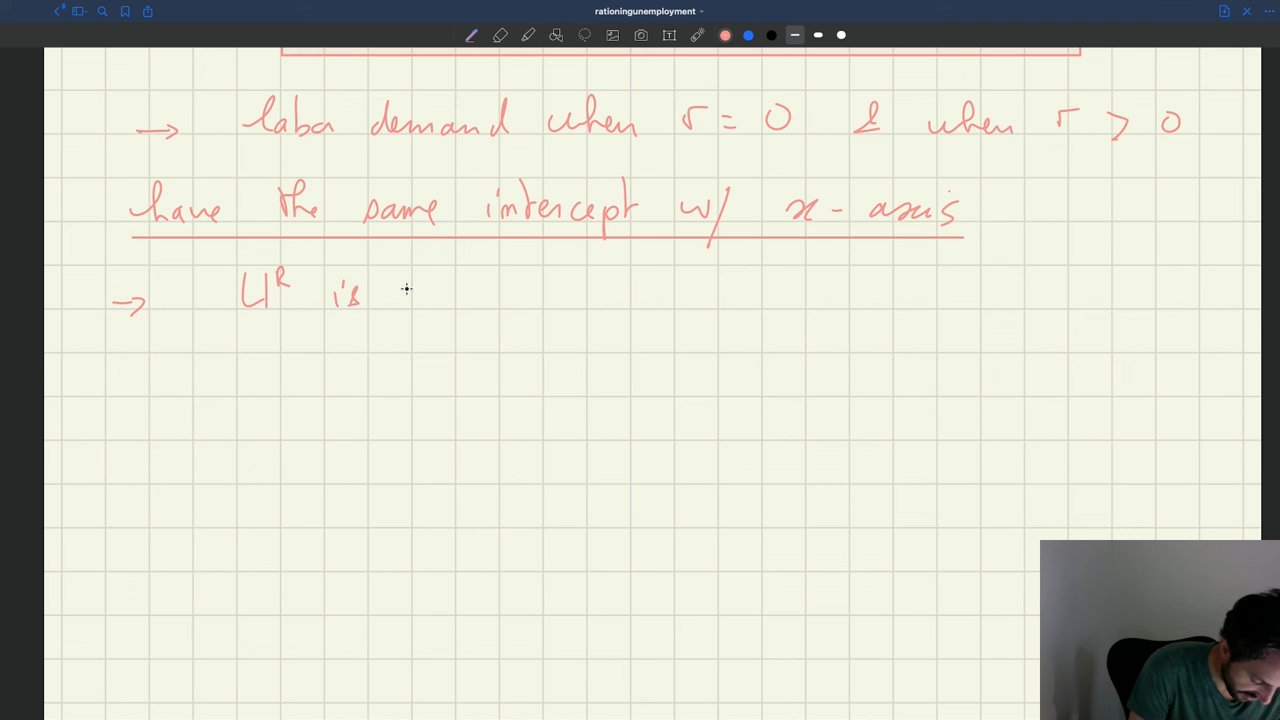 rationingunemployment
→ labor demand when r = 0 & when r > 0
have the same intercept w/ x-axis
→ U^R is